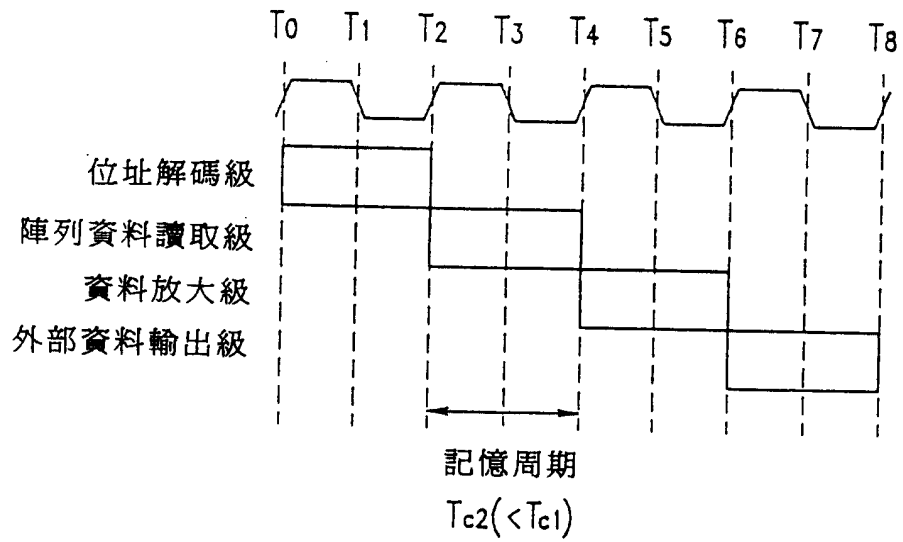 T0 T1 T2 T3 T4 T5 T6 T7 T8
位址解碼級
陣列資料讀取級
資料放大級
外部資料輸出級
記憶周期
Tc2(<Tc1)